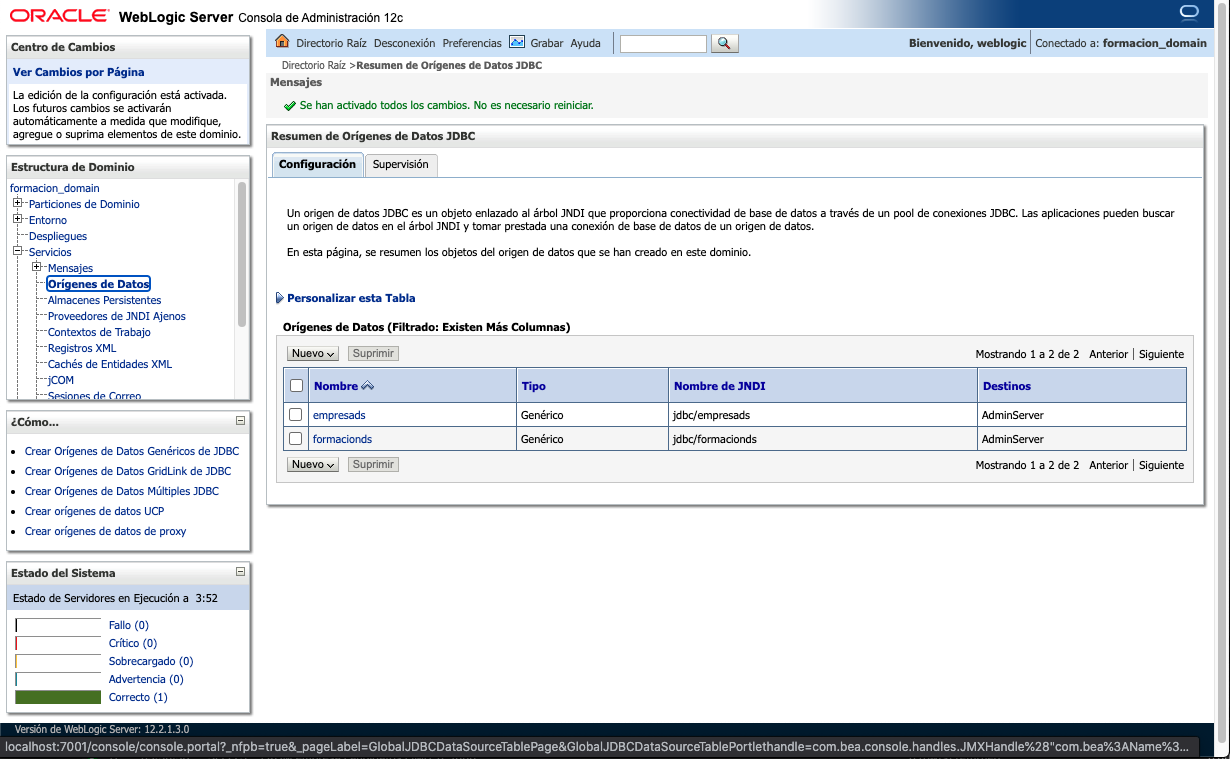 ORACLE® WebLogic Server Consola de Administración 12c
Centro de Cambios
Ver Cambios por Página
La edición de la configuración está activada.
Los futuros cambios se activarán
automáticamente a medida que modifique,
agregue o suprima elementos de este dominio.
Estructura de Dominio
formacion_domain
Particiones de Dominio
Entorno
Despliegues
Servicios
Mensajes
Orígenes de Datos
Almacenes Persistentes
Proveedores de JNDI Ajenos
Contextos de Trabajo
Registros XML
Cachés de Entidades XML
jCOM
Sesiones de Correo
¿Cómo...
Crear Orígenes de Datos Genéricos de JDBC
Crear Orígenes de Datos GridLink de JDBC
Crear Orígenes de Datos Múltiples JDBC
Crear orígenes de datos UCP
Crear orígenes de datos de proxy
Estado del Sistema
Estado de Servidores en Ejecución a 3:52
Fallo (0)
Crítico (0)
Sobrecargado (0)
Advertencia (0)
Correcto (1)
Directorio Raíz Desconexión Preferencias Grabar Ayuda
Bienvenido, weblogic Conectado a: formacion_domain
Directorio Raíz >Resumen de Orígenes de Datos JDBC
Mensajes
Se han activado todos los cambios. No es necesario reiniciar.
Resumen de Orígenes de Datos JDBC
Configuración Supervisión
Un origen de datos JDBC es un objeto enlazado al árbol JNDI que proporciona conectividad de base de datos a través de un pool de conexiones JDBC. Las aplicaciones pueden buscar
un origen de datos en el árbol JNDI y tomar prestada una conexión de base de datos de un origen de datos.
En esta página, se resumen los objetos del origen de datos que se han creado en este dominio.
Personalizar esta Tabla
Orígenes de Datos (Filtrado: Existen Más Columnas)
Nuevo Suprimir Mostrando 1 a 2 de 2 Anterior | Siguiente
Nombre Tipo Nombre de JNDI Destinos
empresads Genérico jdbc/empresads AdminServer
formacionds Genérico jdbc/formacionds AdminServer
Nuevo Suprimir Mostrando 1 a 2 de 2 Anterior | Siguiente
Versión de WebLogic Server: 12.2.1.3.0
localhost:7001/console/console.portal?_nfpb=true&_pageLabel=GlobalJDBCDataSourceTablePage&GlobalJDBCDataSourceTablePortlethandle=com.bea.console.handles.JMXHandle%28"com.bea%3AName%3...